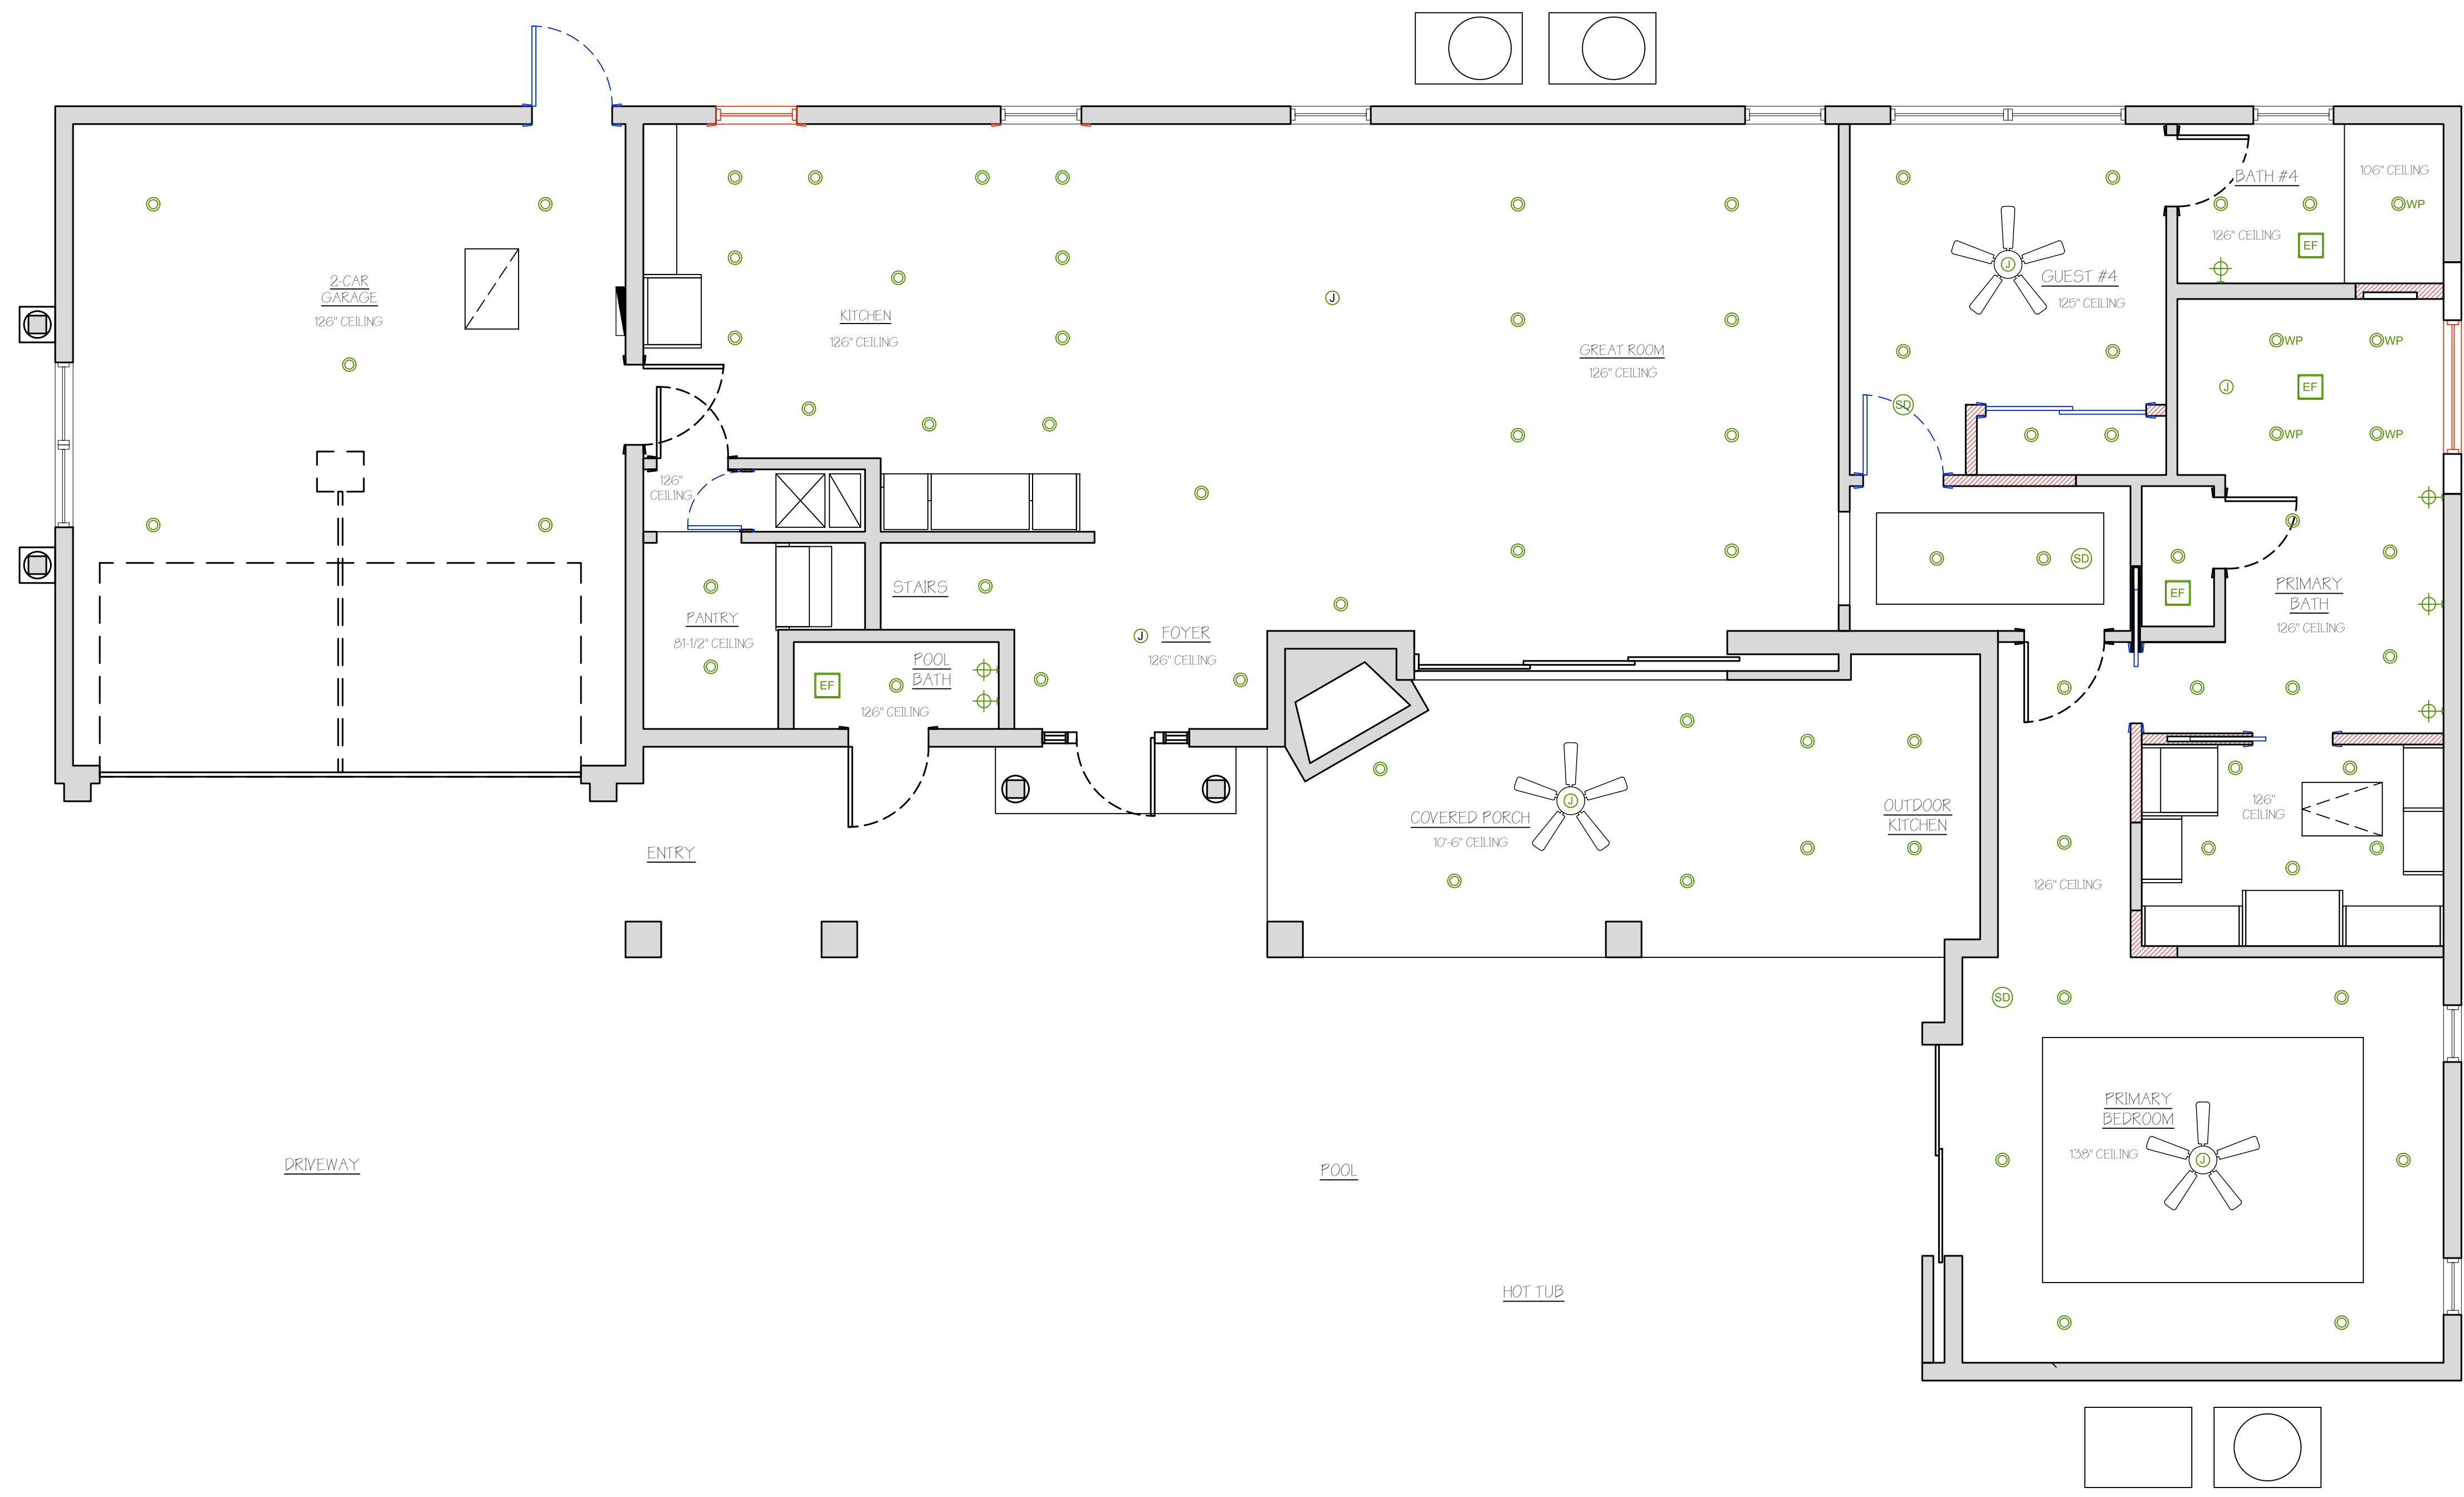 BATH #4
106" CEILING
WP
126" CEILING
EF
2-CAR
GARAGE
126" CEILING
KITCHEN
126" CEILING
J
GREAT ROOM
126" CEILING
J
GUEST #4
125" CEILING
SD
WP
WP
J
EF
WP
WP
126"
CEILING
STAIRS
PANTRY
81-1/2" CEILING
EF
POOL
BATH
126" CEILING
J
FOYER
126" CEILING
SD
EF
PRIMARY
BATH
126" CEILING
ENTRY
COVERED PORCH
10'-6" CEILING
J
OUTDOOR
KITCHEN
126"
CEILING
126" CEILING
SD
PRIMARY
BEDROOM
138" CEILING
J
DRIVEWAY
POOL
HOT TUB